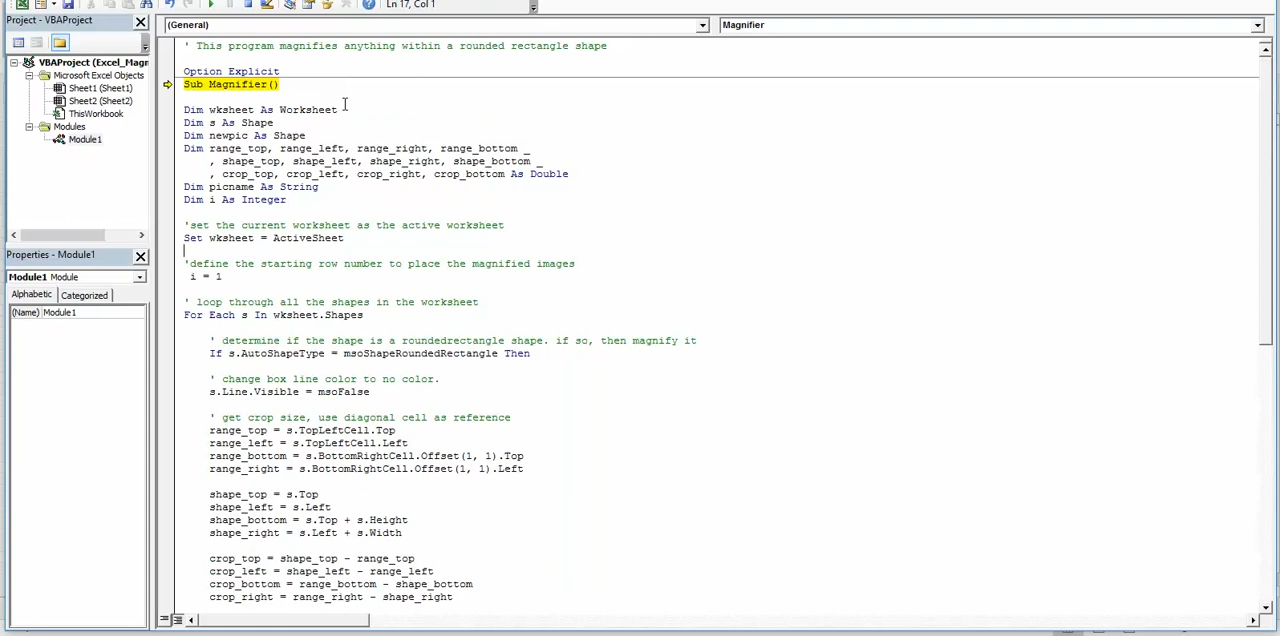 Ln 17, Col 1
Project - VBAProject
(General)
Magnifier
VBAProject (Excel_Magn
Microsoft Excel Objects
Sheet1 (Sheet1)
Sheet2 (Sheet2)
ThisWorkbook
Modules
Module1
Properties - Module1
Module1 Module
Alphabetic
Categorized
(Name) Module1
' This program magnifies anything within a rounded rectangle shape
Option Explicit
Sub Magnifier()
Dim wksheet As Worksheet
Dim s As Shape
Dim newpic As Shape
Dim range_top, range_left, range_right, range_bottom _
, shape_top, shape_left, shape_right, shape_bottom _
, crop_top, crop_left, crop_right, crop_bottom As Double
Dim picname As String
Dim i As Integer
'set the current worksheet as the active worksheet
Set wksheet = ActiveSheet
'define the starting row number to place the magnified images
i = 1
' loop through all the shapes in the worksheet
For Each s In wksheet.Shapes
' determine if the shape is a roundedrectangle shape. if so, then magnify it
If s.AutoShapeType = msoShapeRoundedRectangle Then
' change box line color to no color.
s.Line.Visible = msoFalse
' get crop size, use diagonal cell as reference
range_top = s.TopLeftCell.Top
range_left = s.TopLeftCell.Left
range_bottom = s.BottomRightCell.Offset(1, 1).Top
range_right = s.BottomRightCell.Offset(1, 1).Left
shape_top = s.Top
shape_left = s.Left
shape_bottom = s.Top + s.Height
shape_right = s.Left + s.Width
crop_top = shape_top - range_top
crop_left = shape_left - range_left
crop_bottom = range_bottom - shape_bottom
crop_right = range_right - shape_right